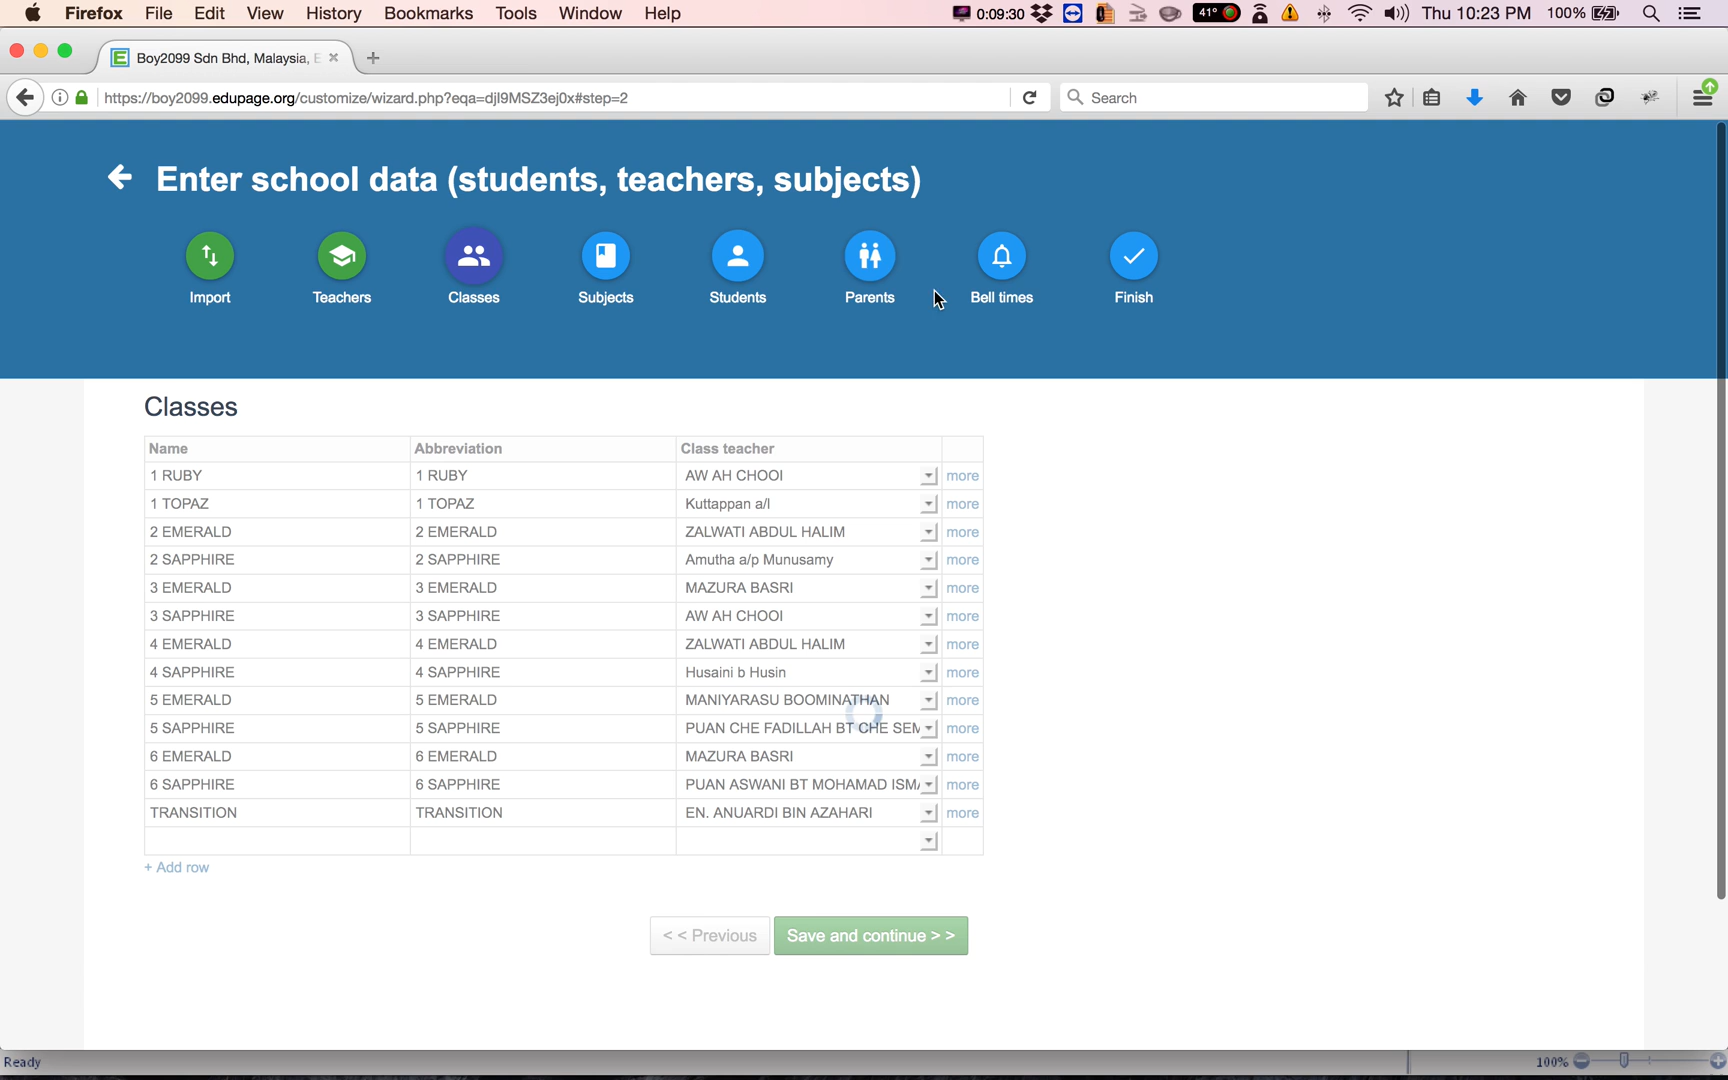 Firefox File Edit View History Bookmarks Tools Window Help 0:09:30 41° Thu 10:23 PM 100%
Boy2099 Sdn Bhd, Malaysia, E
https://boy2099.edupage.org/customize/wizard.php?eqa=djI9MSZ3ej0x#step=2 Search
Enter school data (students, teachers, subjects)
Import Teachers Classes Subjects Students Parents Bell times Finish
Classes
Name Abbreviation Class teacher
1 RUBY 1 RUBY AW AH CHOOI more
1 TOPAZ 1 TOPAZ Kuttappan a/l more
2 EMERALD 2 EMERALD ZALWATI ABDUL HALIM more
2 SAPPHIRE 2 SAPPHIRE Amutha a/p Munusamy more
3 EMERALD 3 EMERALD MAZURA BASRI more
3 SAPPHIRE 3 SAPPHIRE AW AH CHOOI more
4 EMERALD 4 EMERALD ZALWATI ABDUL HALIM more
4 SAPPHIRE 4 SAPPHIRE Husaini b Husin more
5 EMERALD 5 EMERALD MANIYARASU BOOMINATHAN more
5 SAPPHIRE 5 SAPPHIRE PUAN CHE FADILLAH BT CHE SEM more
6 EMERALD 6 EMERALD MAZURA BASRI more
6 SAPPHIRE 6 SAPPHIRE PUAN ASWANI BT MOHAMAD ISMA more
TRANSITION TRANSITION EN. ANUARDI BIN AZAHARI more
+ Add row
< < Previous Save and continue > >
Ready 100%